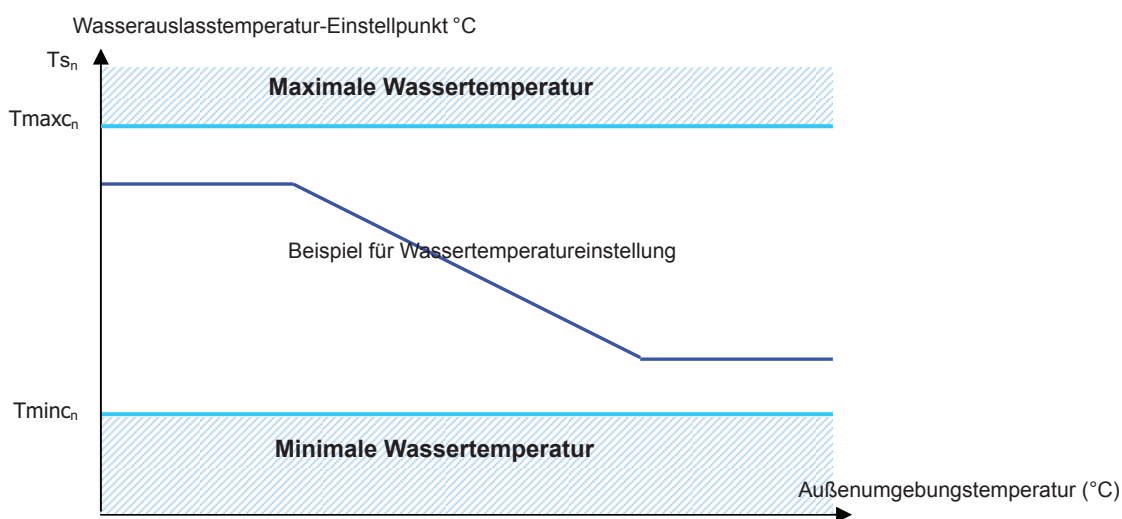 Wasserauslasstemperatur-Einstellpunkt °C
Tsₙ
Maximale Wassertemperatur
Tmaxcₙ
Beispiel für Wassertemperatureinstellung
Tmincₙ
Minimale Wassertemperatur
Außenumgebungstemperatur (°C)